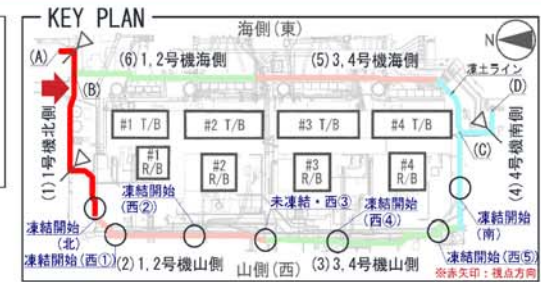 KEY PLAN
海側(東)
N
(A)
(6)1,2号機海側
(5)3,4号機海側
凍土ライン
(D)
(B)
#1 T/B
#2 T/B
#3 T/B
#4 T/B
(C)
(1)1号機北側
#1
R/B
#2
R/B
#3
R/B
#4
R/B
(4)4号機南側
凍結開始
(西②)
未凍結・西③
凍結開始
(西④)
凍結開始
(北)
凍結開始
(南)
凍結開始(西①)
(2)1,2号機山側
山側(西)
(3)3,4号機山側
凍結開始(西⑤)
※赤矢印:視点方向